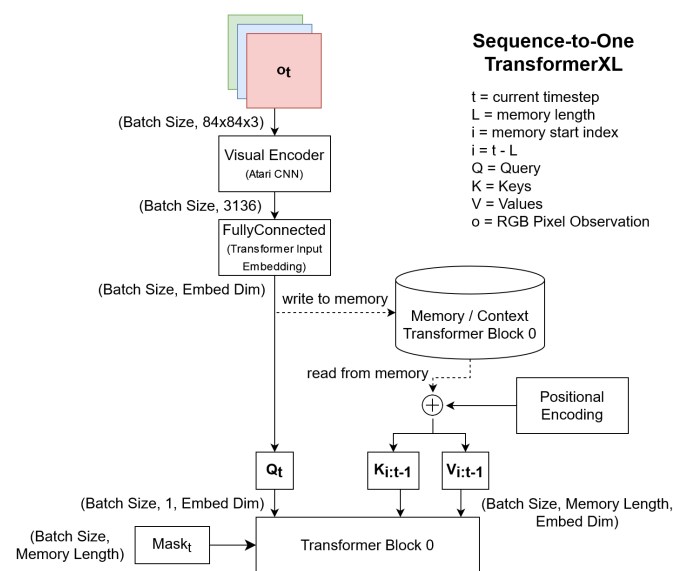 Sequence-to-One
TransformerXL
t = current timestep
L = memory length
i = memory start index
i = t - L
Q = Query
K = Keys
V = Values
o = RGB Pixel Observation
ot
(Batch Size, 84x84x3)
Visual Encoder
(Atari CNN)
(Batch Size, 3136)
FullyConnected
(Transformer Input
Embedding)
(Batch Size, Embed Dim)
write to memory
Memory / Context
Transformer Block 0
read from memory
Positional
Encoding
Qt
Ki:t-1
Vi:t-1
(Batch Size, 1, Embed Dim)
(Batch Size, Memory Length,
Embed Dim)
(Batch Size,
Memory Length)
Maskt
Transformer Block 0